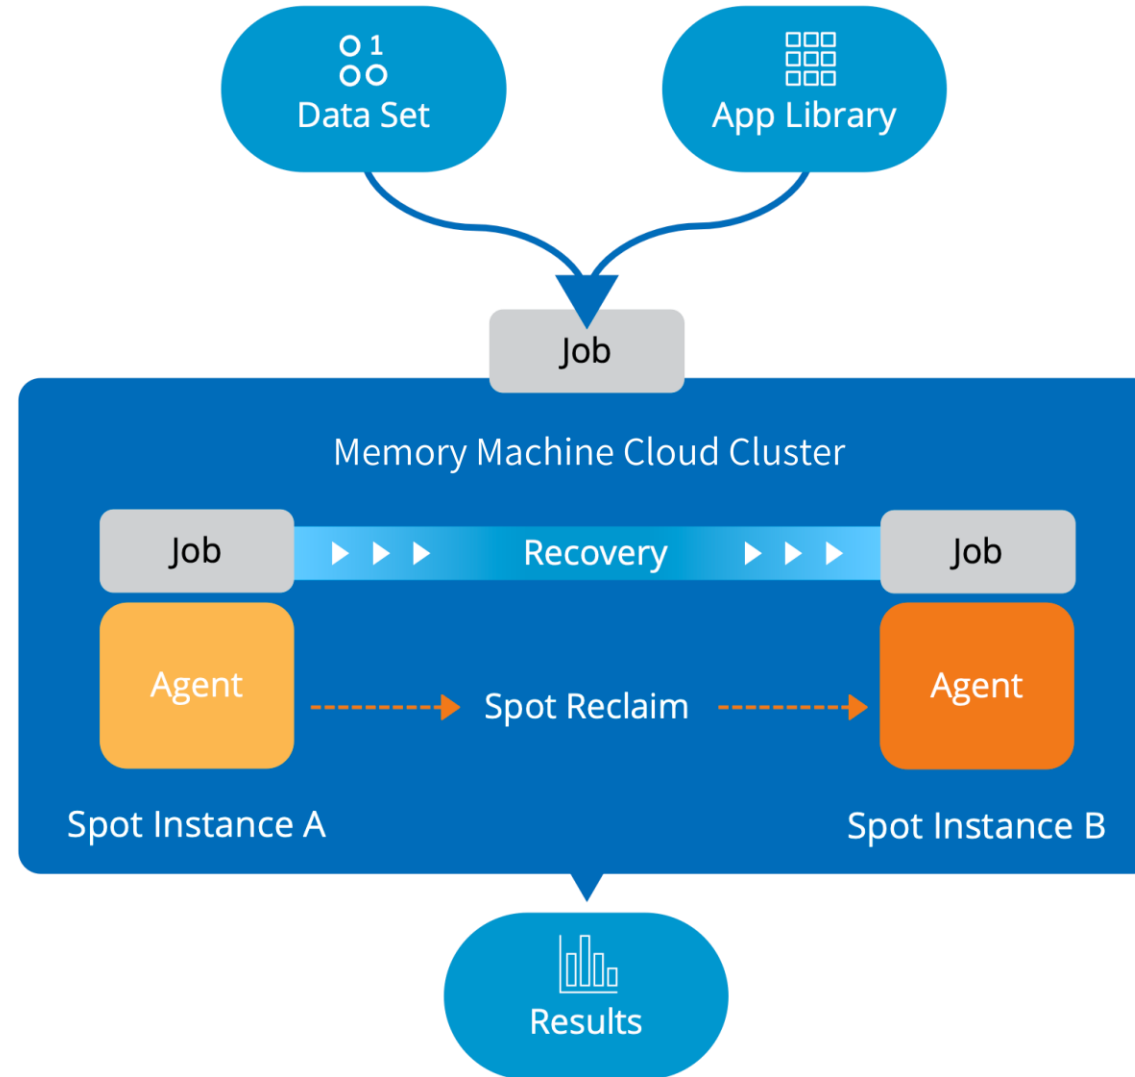 Data Set
App Library
Job
Memory Machine Cloud Cluster
Job
Recovery
Job
Agent
Spot Reclaim
Agent
Spot Instance A
Spot Instance B
Results